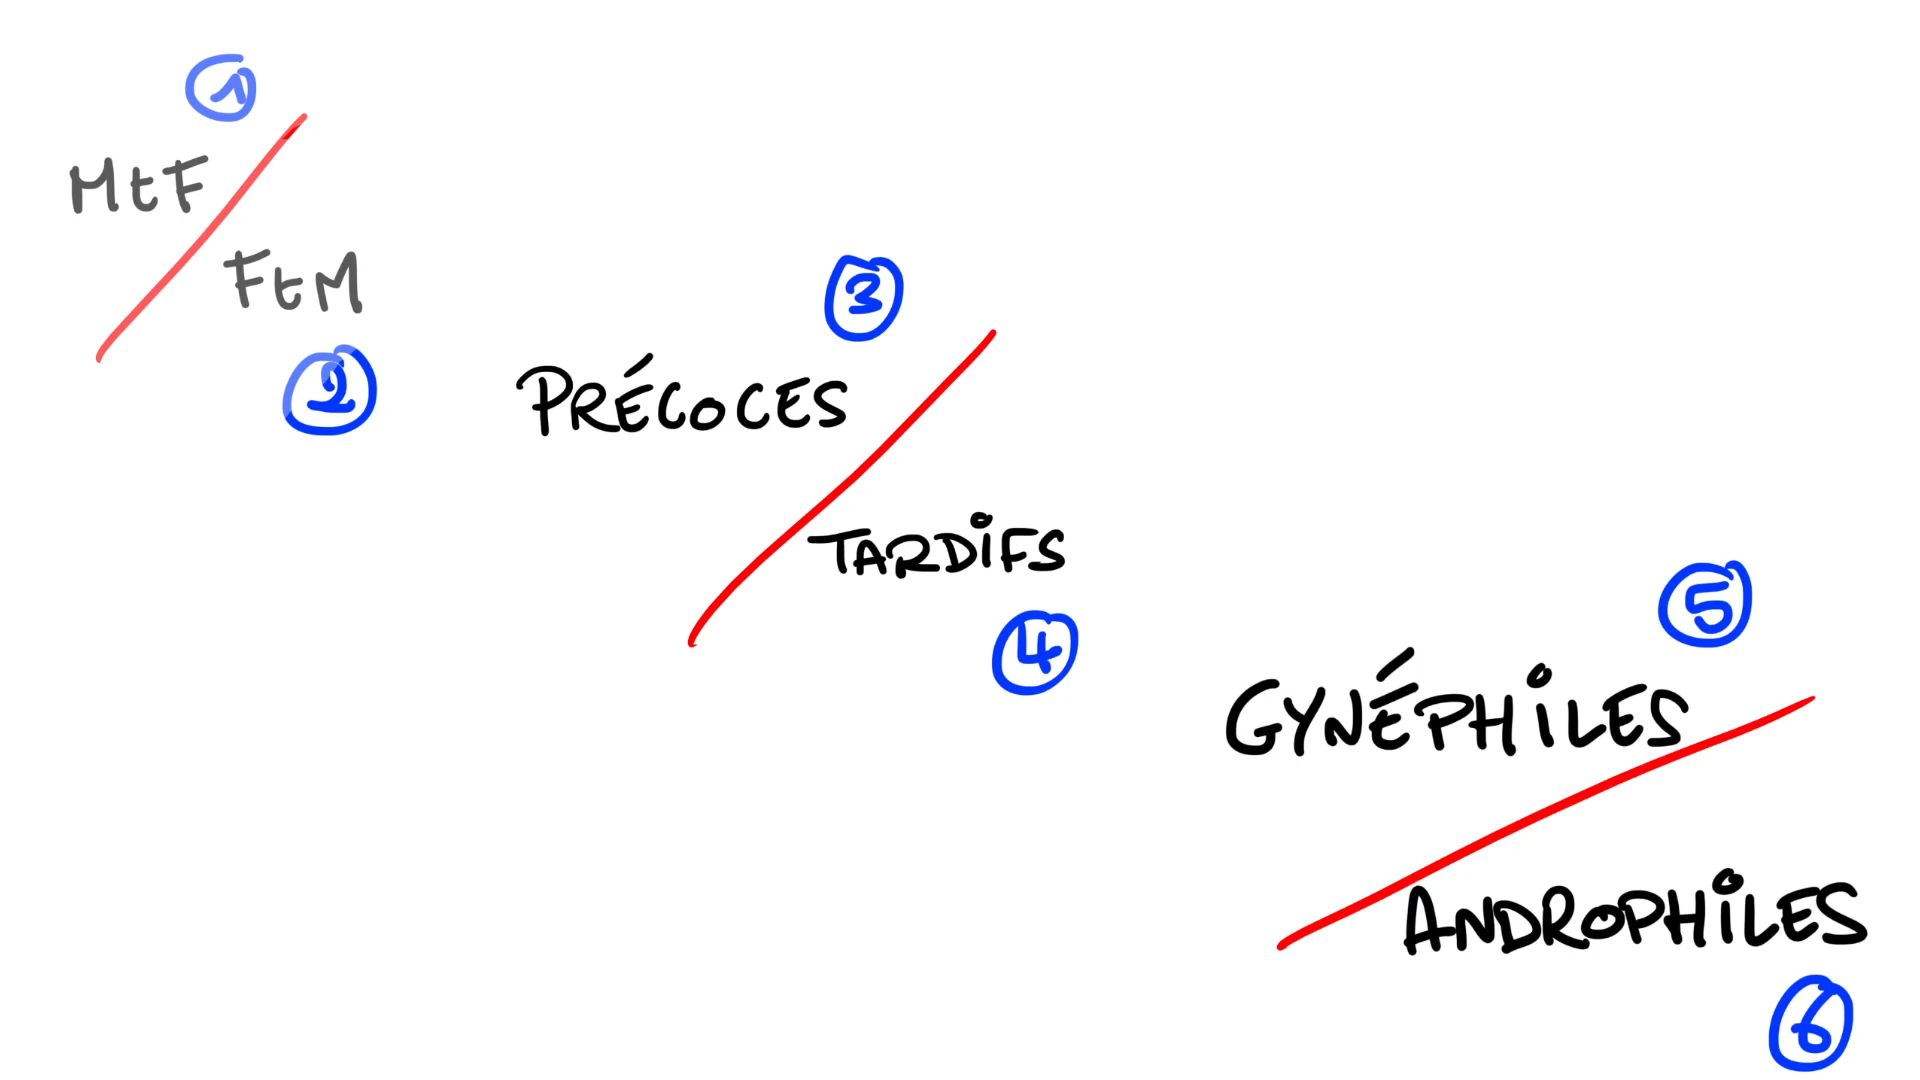 1
MtF
FtM
2
3
PRÉCOCES
TARDiFS
4
5
GYNÉPHiLES
ANDROPHiLES
6